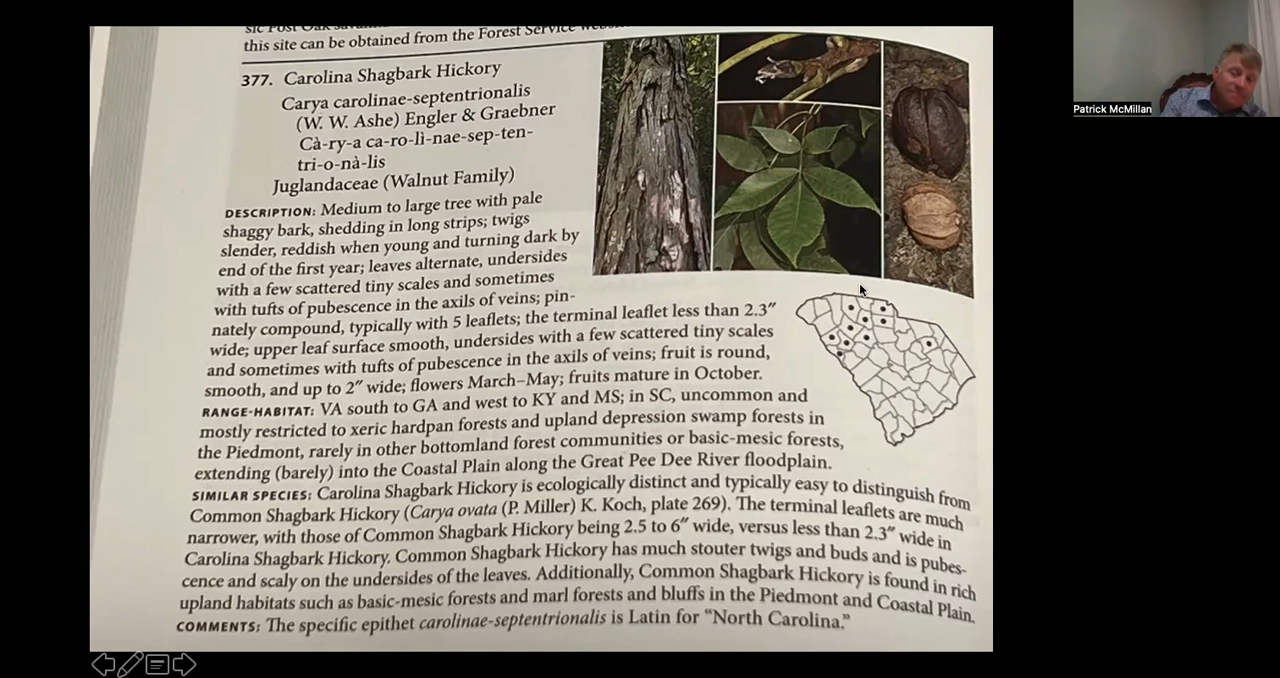 sic Post Oak savanna
this site can be obtained from the Forest Service
377. Carolina Shagbark Hickory
Carya carolinae-septentrionalis
(W. W. Ashe) Engler & Graebner
Cà-ry-a ca-ro-lì-nae-sep-ten-
tri-o-nà-lis
Juglandaceae (Walnut Family)
DESCRIPTION: Medium to large tree with pale
shaggy bark, shedding in long strips; twigs
slender, reddish when young and turning dark by
end of the first year; leaves alternate, undersides
with a few scattered tiny scales and sometimes
with tufts of pubescence in the axils of veins; pin-
nately compound, typically with 5 leaflets; the terminal leaflet less than 2.3″
wide; upper leaf surface smooth, undersides with a few scattered tiny scales
and sometimes with tufts of pubescence in the axils of veins; fruit is round,
smooth, and up to 2″ wide; flowers March–May; fruits mature in October.
RANGE-HABITAT: VA south to GA and west to KY and MS; in SC, uncommon and
mostly restricted to xeric hardpan forests and upland depression swamp forests in
the Piedmont, rarely in other bottomland forest communities or basic-mesic forests,
extending (barely) into the Coastal Plain along the Great Pee Dee River floodplain.
SIMILAR SPECIES: Carolina Shagbark Hickory is ecologically distinct and typically easy to distinguish from
Common Shagbark Hickory (Carya ovata (P. Miller) K. Koch, plate 269). The terminal leaflets are much
narrower, with those of Common Shagbark Hickory being 2.5 to 6″ wide, versus less than 2.3″ wide in
Carolina Shagbark Hickory. Common Shagbark Hickory has much stouter twigs and buds and is pubes-
cence and scaly on the undersides of the leaves. Additionally, Common Shagbark Hickory is found in rich
upland habitats such as basic-mesic forests and marl forests and bluffs in the Piedmont and Coastal Plain.
COMMENTS: The specific epithet carolinae-septentrionalis is Latin for “North Carolina.”
Patrick McMillan